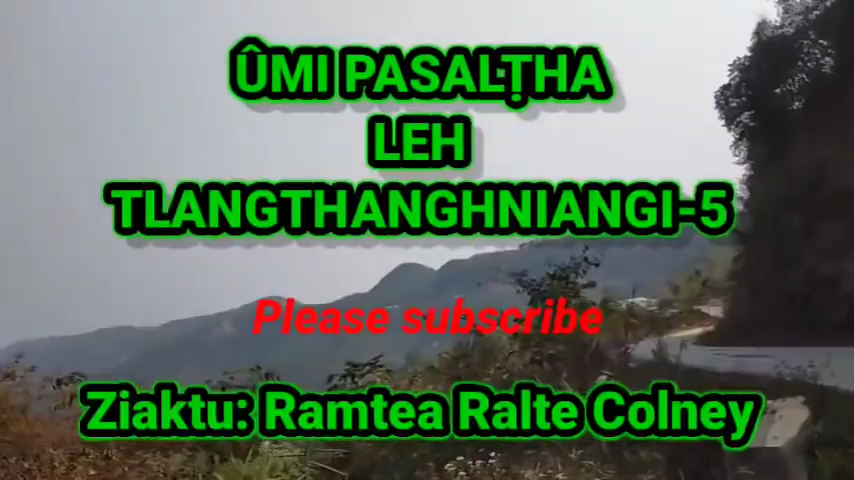 ÛMI PASALṬHA
LEH
TLANGTHANGHNIANGI-5
Please subscribe
Ziaktu: Ramtea Ralte Colney